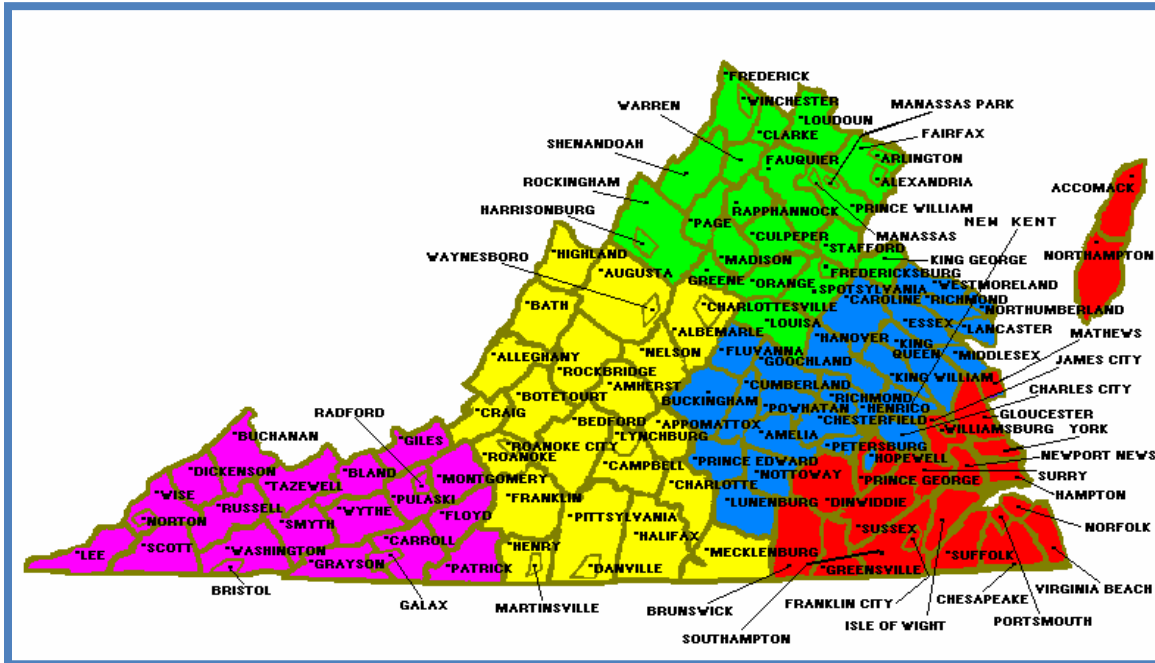 FREDERICK
WINCHESTER
WARREN
MANASSAS PARK
LOUDOUN
CLARKE
FAIRFAX
SHENANDOAH
FAUQUIER
ARLINGTON
ALEXANDRIA
ACCOMACK
ROCKINGHAM
RAPPHANNOCK
PRINCE WILLIAM
HARRISONBURG
PAGE
NEW KENT
CULPEPER
MANASSAS
STAFFORD
HIGHLAND
NORTHAMPTON
WAYNESBORO
MADISON
KING GEORGE
AUGUSTA
GREENE
ORANGE
FREDERICKSBURG
SPOTSYLVANIA
WESTMORELAND
BATH
CHARLOTTESVILLE
CAROLINE
RICHMOND
NORTHUMBERLAND
LOUISA
ESSEX
LANCASTER
ALBEMARLE
HANOVER
MATHEWS
NELSON
FLUVANNA
KING
QUEEN
MIDDLESEX
ALLEGHANY
GOOCHLAND
JAMES CITY
ROCKBRIDGE
KING WILLIAM
AMHERST
CUMBERLAND
CHARLES CITY
BOTETOURT
BUCKINGHAM
RICHMOND
RADFORD
CRAIG
POWHATAN
HENRICO
GLOUCESTER
BEDFORD
APPOMATTOX
CHESTERFIELD
WILLIAMSBURG
YORK
BUCHANAN
GILES
ROANOKE CITY
LYNCHBURG
AMELIA
PETERSBURG
ROANOKE
HOPEWELL
NEWPORT NEWS
DICKENSON
BLAND
MONTGOMERY
CAMPBELL
PRINCE EDWARD
NOTTOWAY
PRINCE GEORGE
SURRY
TAZEWELL
CHARLOTTE
WISE
PULASKI
FRANKLIN
LUNENBURG
DINWIDDIE
HAMPTON
RUSSELL
WYTHE
FLOYD
PITTSYLVANIA
NORTON
SMYTH
SUSSEX
NORFOLK
HALIFAX
CARROLL
LEE
SCOTT
WASHINGTON
HENRY
MECKLENBURG
SUFFOLK
GRAYSON
PATRICK
DANVILLE
GREENSVILLE
BRISTOL
VIRGINIA BEACH
GALAX
MARTINSVILLE
BRUNSWICK
FRANKLIN CITY
CHESAPEAKE
ISLE OF WIGHT
PORTSMOUTH
SOUTHAMPTON